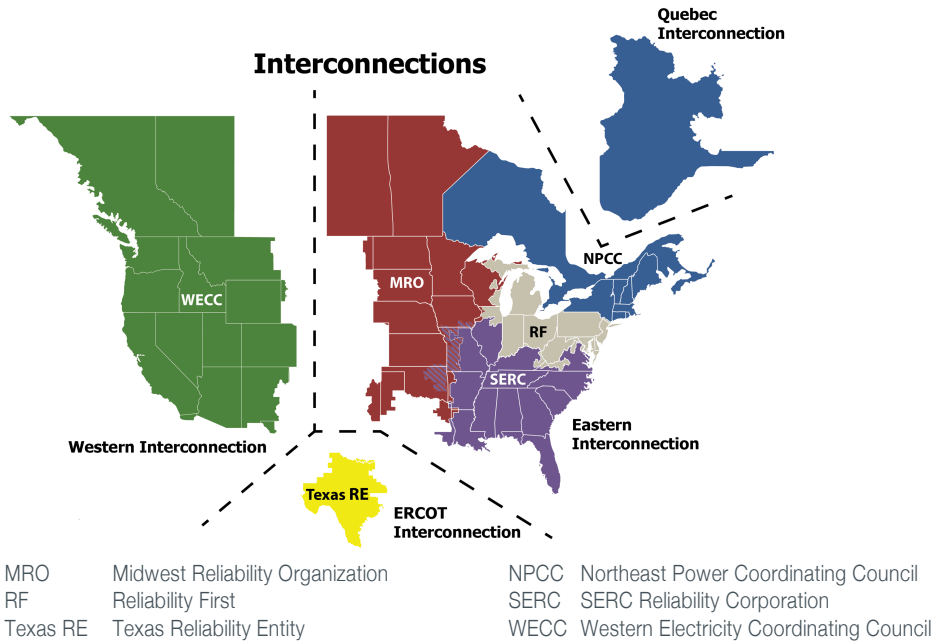 Quebec
Interconnection
Interconnections
NPCC
MRO
WECC
RF
SERC
Eastern
Interconnection
Western Interconnection
Texas RE
ERCOT
Interconnection
MRO Midwest Reliability Organization
RF Reliability First
Texas RE Texas Reliability Entity
NPCC Northeast Power Coordinating Council
SERC SERC Reliability Corporation
WECC Western Electricity Coordinating Council